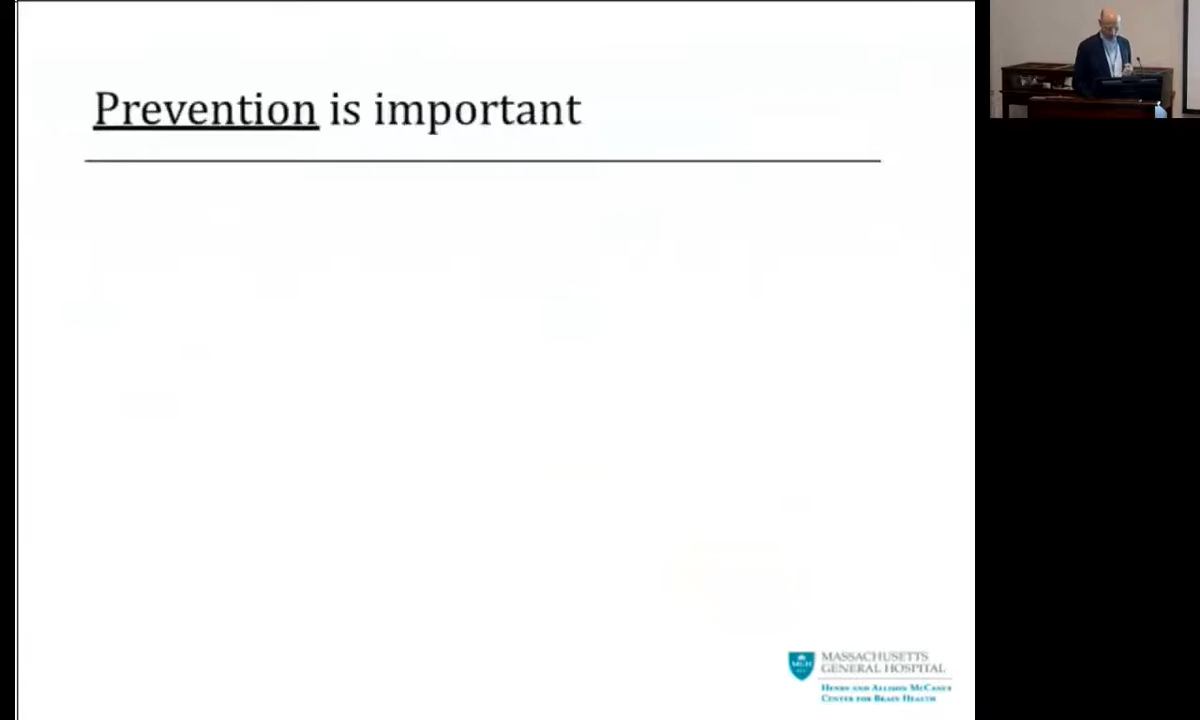 Prevention is important
MASSACHUSETTS
GENERAL HOSPITAL
HENRY AND ALLISON MCCANCE
CENTER FOR BRAIN HEALTH